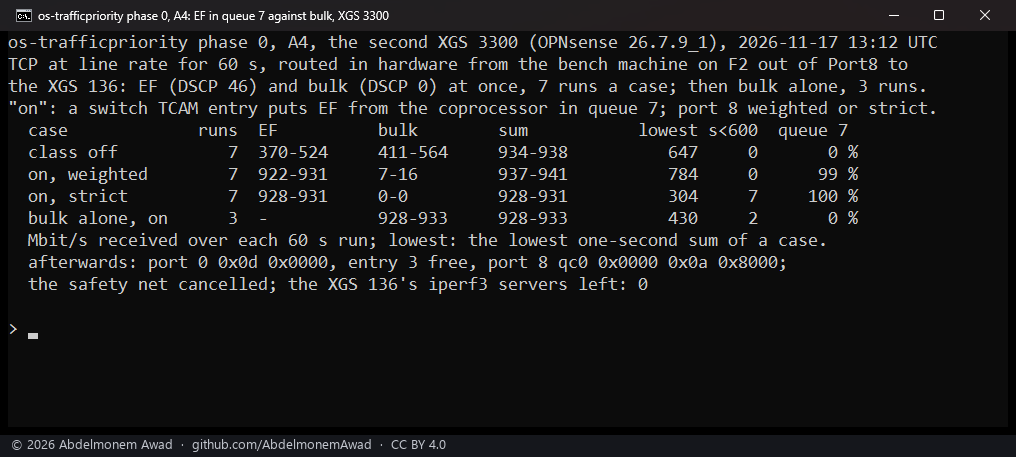 os-trafficpriority phase 0, A4: EF in queue 7 against bulk, XGS 3300
os-trafficpriority phase 0, A4, the second XGS 3300 (OPNsense 26.7.9_1), 2026-11-17 13:12 UTC
TCP at line rate for 60 s, routed in hardware from the bench machine on F2 out of Port8 to
the XGS 136: EF (DSCP 46) and bulk (DSCP 0) at once, 7 runs a case; then bulk alone, 3 runs.
"on": a switch TCAM entry puts EF from the coprocessor in queue 7; port 8 weighted or strict.
case runs EF bulk sum lowest s<600 queue 7
class off 7 370-524 411-564 934-938 647 0 0 %
on, weighted 7 922-931 7-16 937-941 784 0 99 %
on, strict 7 928-931 0-0 928-931 304 7 100 %
bulk alone, on 3 - 928-933 928-933 430 2 0 %
Mbit/s received over each 60 s run; lowest: the lowest one-second sum of a case.
afterwards: port 0 0x0d 0x0000, entry 3 free, port 8 qc0 0x0000 0x0a 0x8000;
the safety net cancelled; the XGS 136's iperf3 servers left: 0
> _
© 2026 Abdelmonem Awad · github.com/AbdelmonemAwad · CC BY 4.0